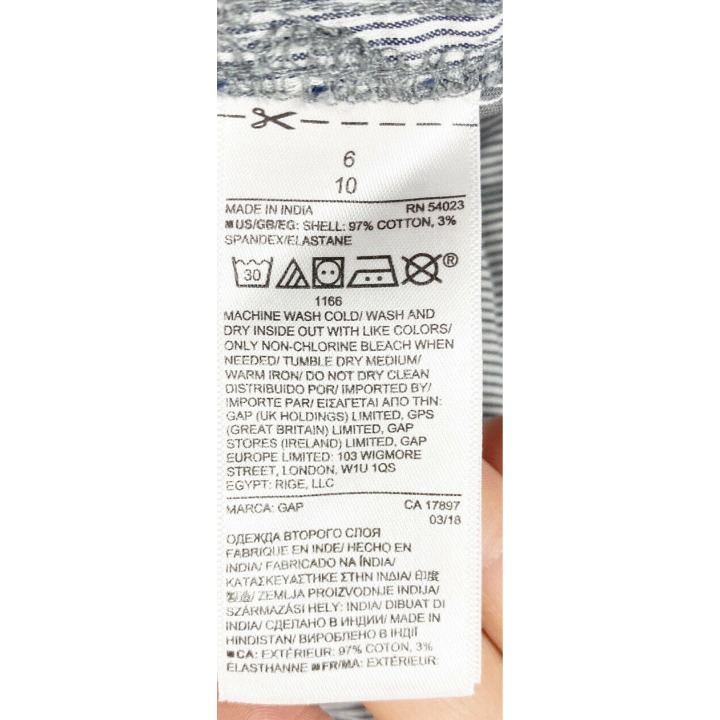 6
10
MADE IN INDIA RN 54023
US/GB/EG: SHELL: 97% COTTON, 3%
SPANDEX/ELASTANE
30 ®
1166
MACHINE WASH COLD/ WASH AND
DRY INSIDE OUT WITH LIKE COLORS/
ONLY NON-CHLORINE BLEACH WHEN
NEEDED/ TUMBLE DRY MEDIUM/
WARM IRON/ DO NOT DRY CLEAN
DISTRIBUIDO POR/ IMPORTED BY/
IMPORTE PAR/ ΕΙΣΑΓΕΤΑΙ ΑΠΟ ΤΗΝ:
GAP (UK HOLDINGS) LIMITED, GPS
(GREAT BRITAIN) LIMITED, GAP
STORES (IRELAND) LIMITED, GAP
EUROPE LIMITED: 103 WIGMORE
STREET, LONDON, W1U 1QS
EGYPT: RIGE, LLC
MARCA: GAP CA 17897
03/18
ОДЕЖДА ВТОРОГО СЛОЯ
FABRIQUE EN INDE/ HECHO EN
INDIA/ FABRICADO NA ÍNDIA/
ΚΑΤΑΣΚΕΥΑΣΤΗΚΕ ΣΤΗΝ ΙΝΔΙΑ/ 印度
製造/ ZEMLJA PROIZVODNJE INDIJA/
SZÁRMAZÁSI HELY: INDIA/ DIBUAT DI
INDIA/ СДЕЛАНО В ИНДИИ/ MADE IN
HINDISTAN/ ВИРОБЛЕНО В ІНДІЇ
CA: EXTÉRIEUR: 97% COTON, 3%
ÉLASTHANNE FR/MA: EXTÉRIEUR: